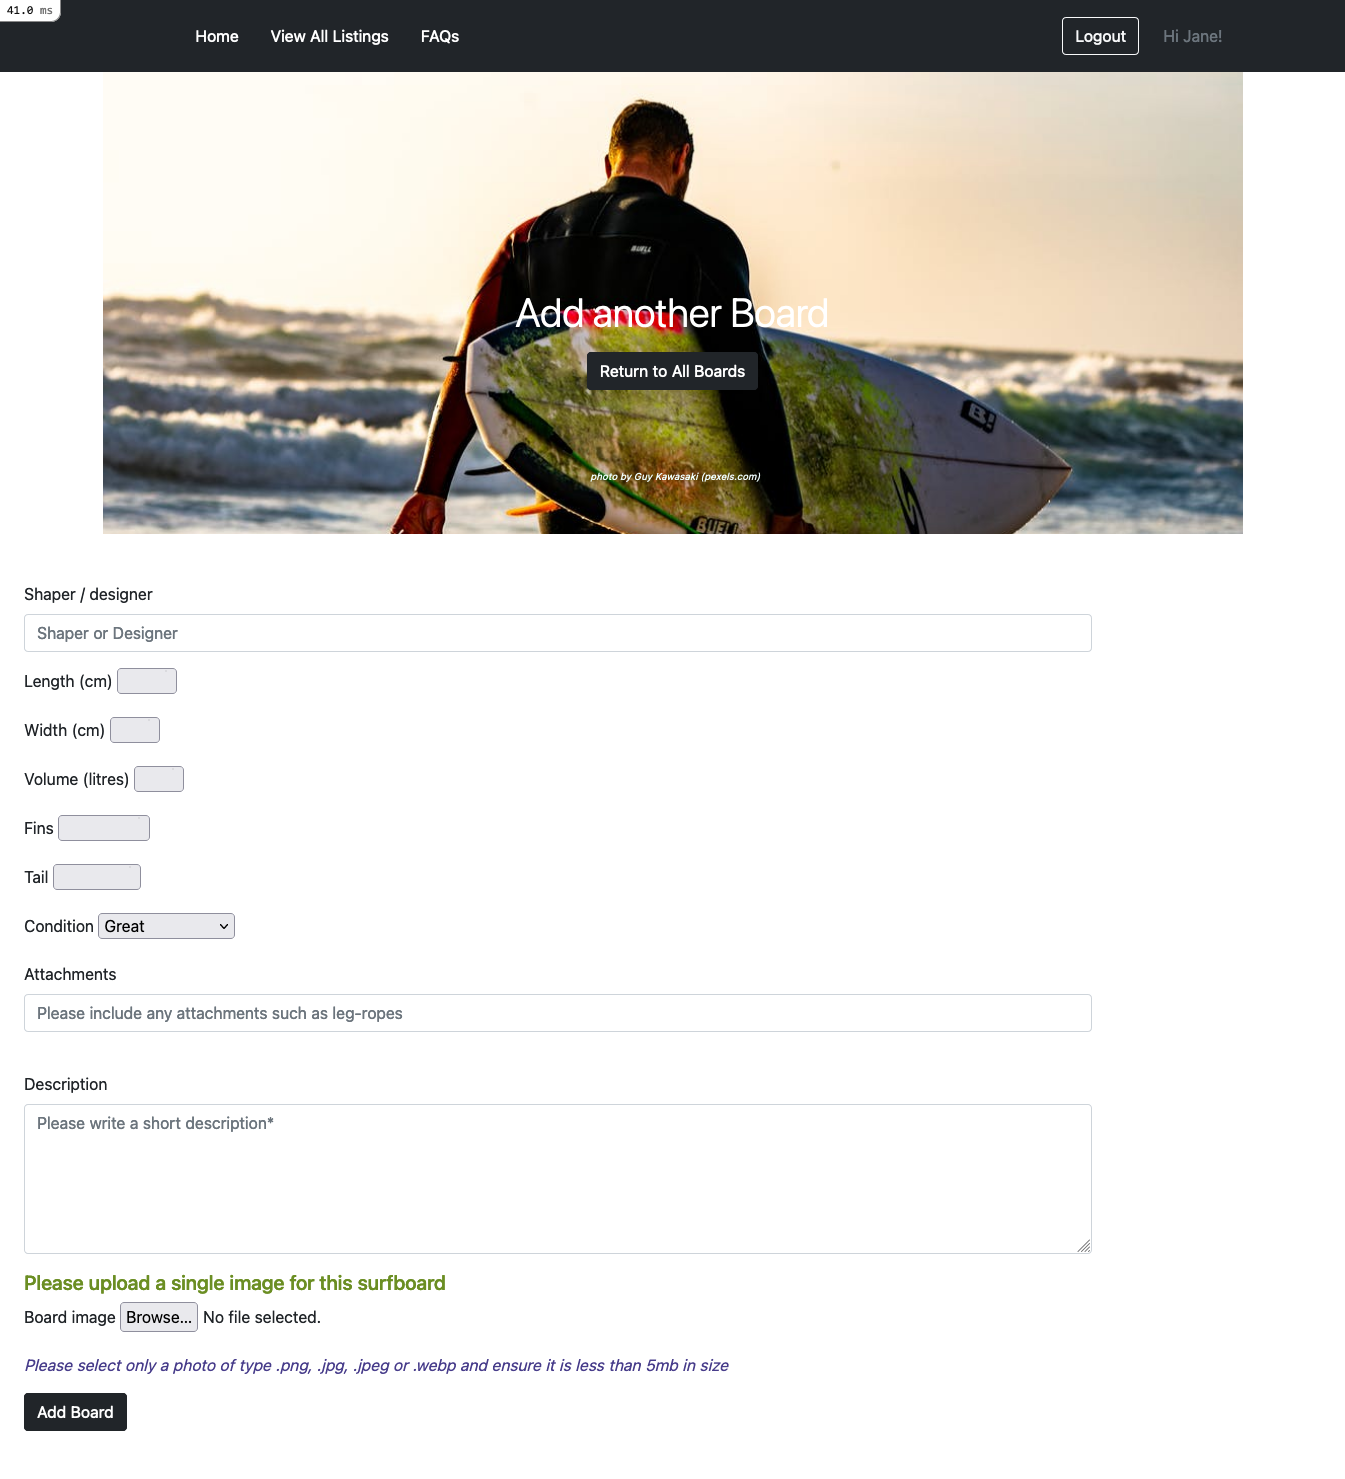 41.0 ms
Home View All Listings FAQs Logout Hi Jane!
BUELL
Add another Board
Return to All Boards
B!
photo by Guy Kawasaki (pexels.com)
BUELL
Shaper / designer
Shaper or Designer
Length (cm)
Width (cm)
Volume (litres)
Fins
Tail
Condition Great
Attachments
Please include any attachments such as leg-ropes
Description
Please write a short description*
Please upload a single image for this surfboard
Board image Browse... No file selected.
Please select only a photo of type .png, .jpg, .jpeg or .webp and ensure it is less than 5mb in size
Add Board